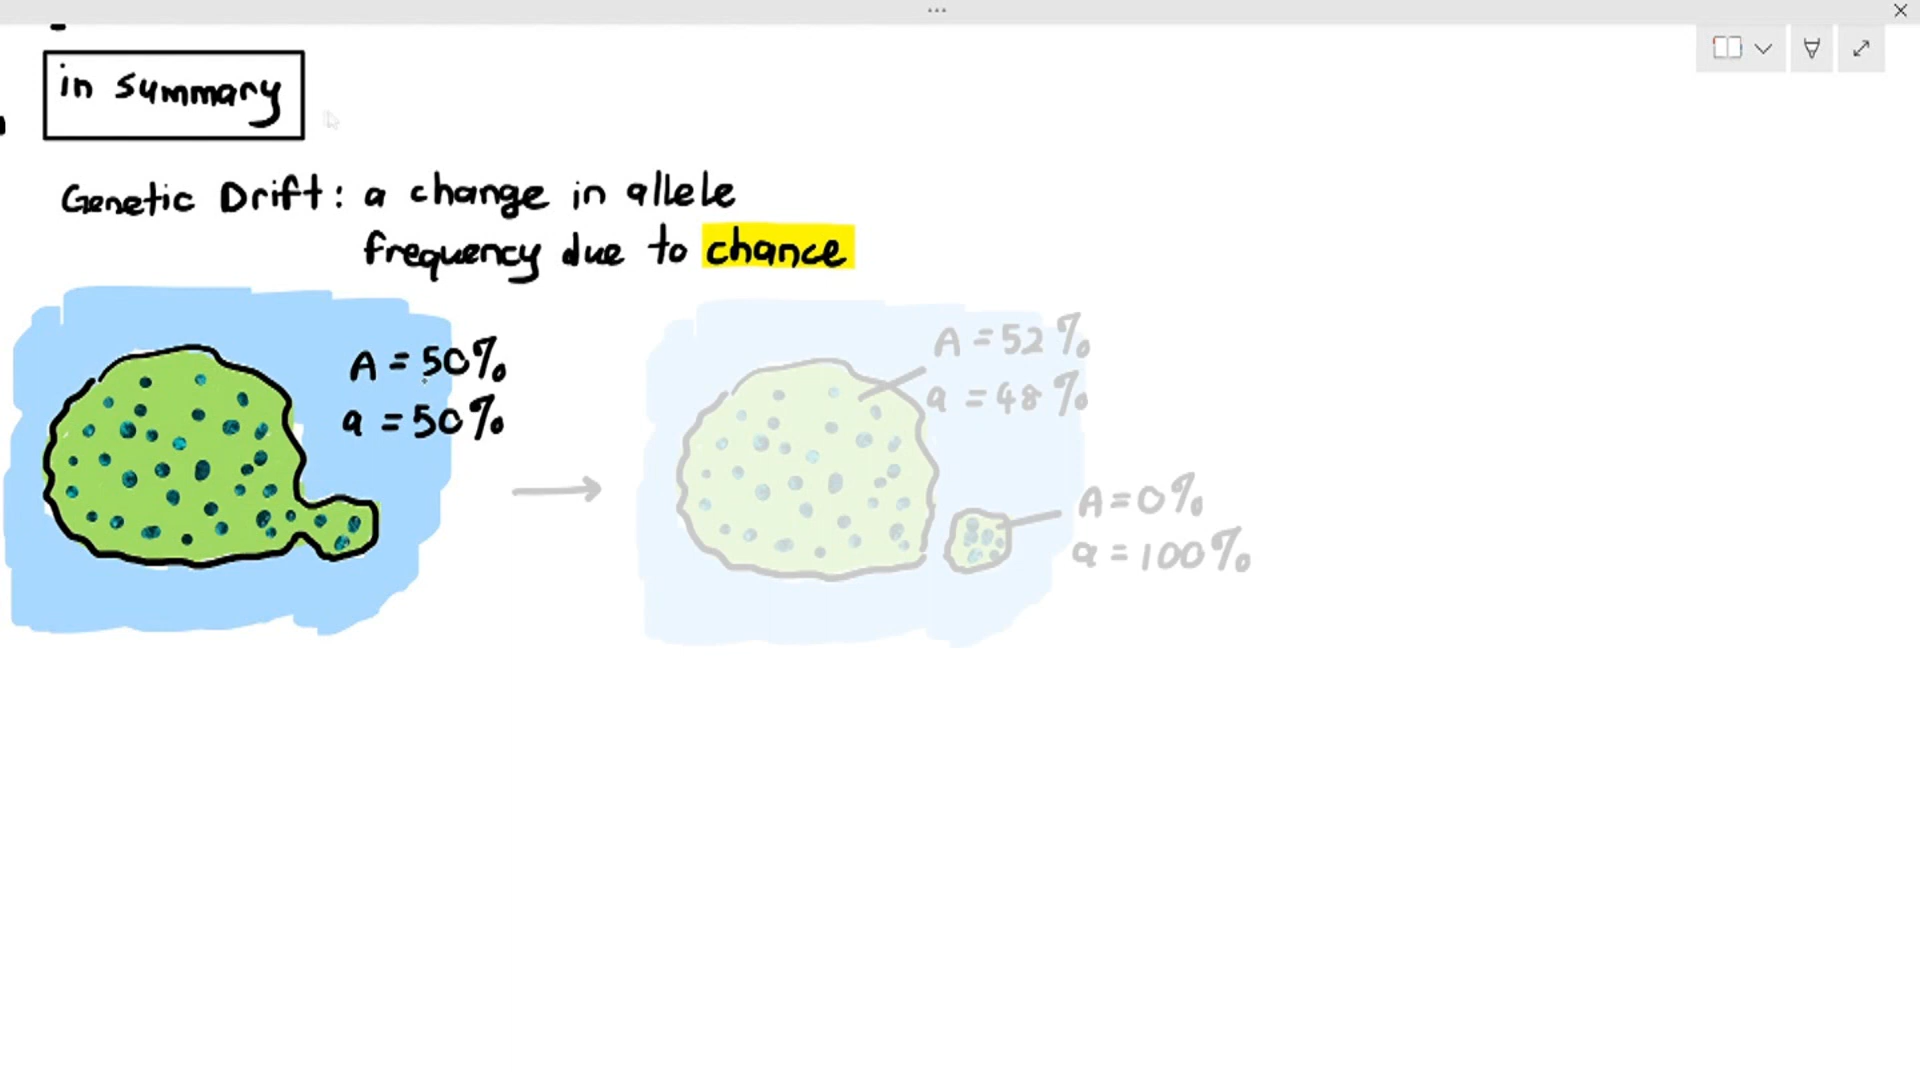 in summary
Genetic Drift: a change in allele
frequency due to chance
A = 50%
a = 50%
A = 52%
a = 48%
A = 0%
a = 100%